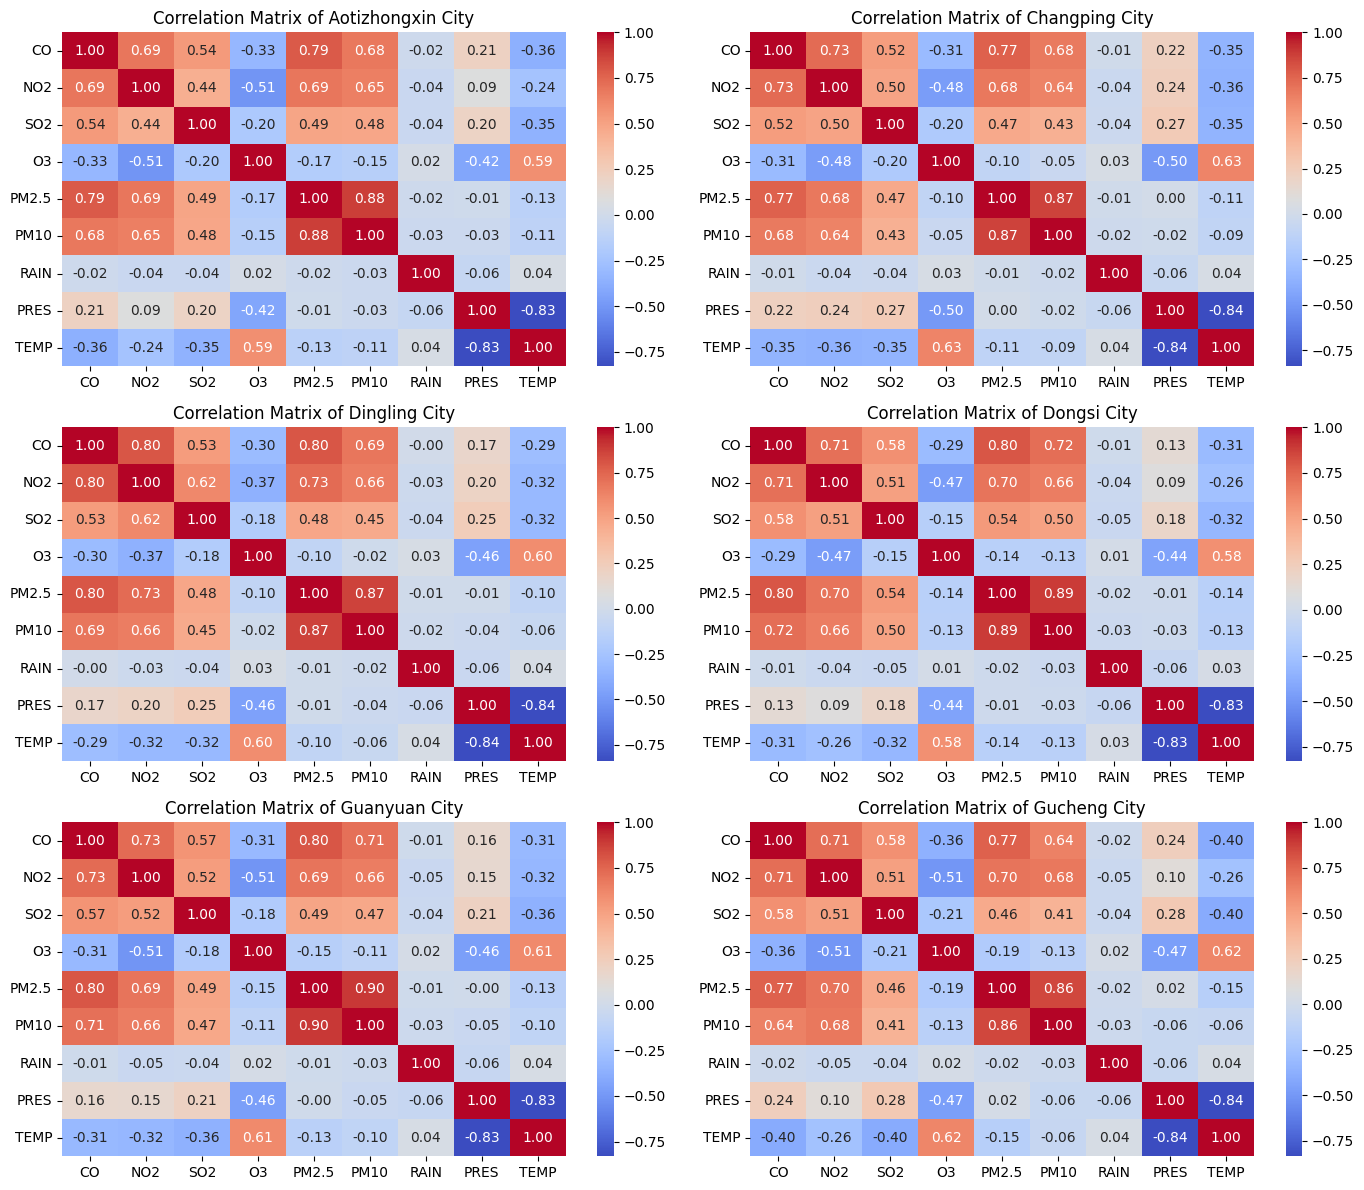 Correlation Matrix of Aotizhongxin City
CO 1.00 0.69 0.54 -0.33 0.79 0.68 -0.02 0.21 -0.36
NO2 0.69 1.00 0.44 -0.51 0.69 0.65 -0.04 0.09 -0.24
SO2 0.54 0.44 1.00 -0.20 0.49 0.48 -0.04 0.20 -0.35
O3 -0.33 -0.51 -0.20 1.00 -0.17 -0.15 0.02 -0.42 0.59
PM2.5 0.79 0.69 0.49 -0.17 1.00 0.88 -0.02 -0.01 -0.13
PM10 0.68 0.65 0.48 -0.15 0.88 1.00 -0.03 -0.03 -0.11
RAIN -0.02 -0.04 -0.04 0.02 -0.02 -0.03 1.00 -0.06 0.04
PRES 0.21 0.09 0.20 -0.42 -0.01 -0.03 -0.06 1.00 -0.83
TEMP -0.36 -0.24 -0.35 0.59 -0.13 -0.11 0.04 -0.83 1.00
CO NO2 SO2 O3 PM2.5 PM10 RAIN PRES TEMP
1.00
0.75
0.50
0.25
0.00
−0.25
−0.50
−0.75
Correlation Matrix of Changping City
CO 1.00 0.73 0.52 -0.31 0.77 0.68 -0.01 0.22 -0.35
NO2 0.73 1.00 0.50 -0.48 0.68 0.64 -0.04 0.24 -0.36
SO2 0.52 0.50 1.00 -0.20 0.47 0.43 -0.04 0.27 -0.35
O3 -0.31 -0.48 -0.20 1.00 -0.10 -0.05 0.03 -0.50 0.63
PM2.5 0.77 0.68 0.47 -0.10 1.00 0.87 -0.01 0.00 -0.11
PM10 0.68 0.64 0.43 -0.05 0.87 1.00 -0.02 -0.02 -0.09
RAIN -0.01 -0.04 -0.04 0.03 -0.01 -0.02 1.00 -0.06 0.04
PRES 0.22 0.24 0.27 -0.50 0.00 -0.02 -0.06 1.00 -0.84
TEMP -0.35 -0.36 -0.35 0.63 -0.11 -0.09 0.04 -0.84 1.00
CO NO2 SO2 O3 PM2.5 PM10 RAIN PRES TEMP
1.00
0.75
0.50
0.25
0.00
−0.25
−0.50
−0.75
Correlation Matrix of Dingling City
CO 1.00 0.80 0.53 -0.30 0.80 0.69 -0.00 0.17 -0.29
NO2 0.80 1.00 0.62 -0.37 0.73 0.66 -0.03 0.20 -0.32
SO2 0.53 0.62 1.00 -0.18 0.48 0.45 -0.04 0.25 -0.32
O3 -0.30 -0.37 -0.18 1.00 -0.10 -0.02 0.03 -0.46 0.60
PM2.5 0.80 0.73 0.48 -0.10 1.00 0.87 -0.01 -0.01 -0.10
PM10 0.69 0.66 0.45 -0.02 0.87 1.00 -0.02 -0.04 -0.06
RAIN -0.00 -0.03 -0.04 0.03 -0.01 -0.02 1.00 -0.06 0.04
PRES 0.17 0.20 0.25 -0.46 -0.01 -0.04 -0.06 1.00 -0.84
TEMP -0.29 -0.32 -0.32 0.60 -0.10 -0.06 0.04 -0.84 1.00
CO NO2 SO2 O3 PM2.5 PM10 RAIN PRES TEMP
1.00
0.75
0.50
0.25
0.00
−0.25
−0.50
−0.75
Correlation Matrix of Dongsi City
CO 1.00 0.71 0.58 -0.29 0.80 0.72 -0.01 0.13 -0.31
NO2 0.71 1.00 0.51 -0.47 0.70 0.66 -0.04 0.09 -0.26
SO2 0.58 0.51 1.00 -0.15 0.54 0.50 -0.05 0.18 -0.32
O3 -0.29 -0.47 -0.15 1.00 -0.14 -0.13 0.01 -0.44 0.58
PM2.5 0.80 0.70 0.54 -0.14 1.00 0.89 -0.02 -0.01 -0.14
PM10 0.72 0.66 0.50 -0.13 0.89 1.00 -0.03 -0.03 -0.13
RAIN -0.01 -0.04 -0.05 0.01 -0.02 -0.03 1.00 -0.06 0.03
PRES 0.13 0.09 0.18 -0.44 -0.01 -0.03 -0.06 1.00 -0.83
TEMP -0.31 -0.26 -0.32 0.58 -0.14 -0.13 0.03 -0.83 1.00
CO NO2 SO2 O3 PM2.5 PM10 RAIN PRES TEMP
1.00
0.75
0.50
0.25
0.00
−0.25
−0.50
−0.75
Correlation Matrix of Guanyuan City
CO 1.00 0.73 0.57 -0.31 0.80 0.71 -0.01 0.16 -0.31
NO2 0.73 1.00 0.52 -0.51 0.69 0.66 -0.05 0.15 -0.32
SO2 0.57 0.52 1.00 -0.18 0.49 0.47 -0.04 0.21 -0.36
O3 -0.31 -0.51 -0.18 1.00 -0.15 -0.11 0.02 -0.46 0.61
PM2.5 0.80 0.69 0.49 -0.15 1.00 0.90 -0.01 -0.00 -0.13
PM10 0.71 0.66 0.47 -0.11 0.90 1.00 -0.03 -0.05 -0.10
RAIN -0.01 -0.05 -0.04 0.02 -0.01 -0.03 1.00 -0.06 0.04
PRES 0.16 0.15 0.21 -0.46 -0.00 -0.05 -0.06 1.00 -0.83
TEMP -0.31 -0.32 -0.36 0.61 -0.13 -0.10 0.04 -0.83 1.00
CO NO2 SO2 O3 PM2.5 PM10 RAIN PRES TEMP
1.00
0.75
0.50
0.25
0.00
−0.25
−0.50
−0.75
Correlation Matrix of Gucheng City
CO 1.00 0.71 0.58 -0.36 0.77 0.64 -0.02 0.24 -0.40
NO2 0.71 1.00 0.51 -0.51 0.70 0.68 -0.05 0.10 -0.26
SO2 0.58 0.51 1.00 -0.21 0.46 0.41 -0.04 0.28 -0.40
O3 -0.36 -0.51 -0.21 1.00 -0.19 -0.13 0.02 -0.47 0.62
PM2.5 0.77 0.70 0.46 -0.19 1.00 0.86 -0.02 0.02 -0.15
PM10 0.64 0.68 0.41 -0.13 0.86 1.00 -0.03 -0.06 -0.06
RAIN -0.02 -0.05 -0.04 0.02 -0.02 -0.03 1.00 -0.06 0.04
PRES 0.24 0.10 0.28 -0.47 0.02 -0.06 -0.06 1.00 -0.84
TEMP -0.40 -0.26 -0.40 0.62 -0.15 -0.06 0.04 -0.84 1.00
CO NO2 SO2 O3 PM2.5 PM10 RAIN PRES TEMP
1.00
0.75
0.50
0.25
0.00
−0.25
−0.50
−0.75